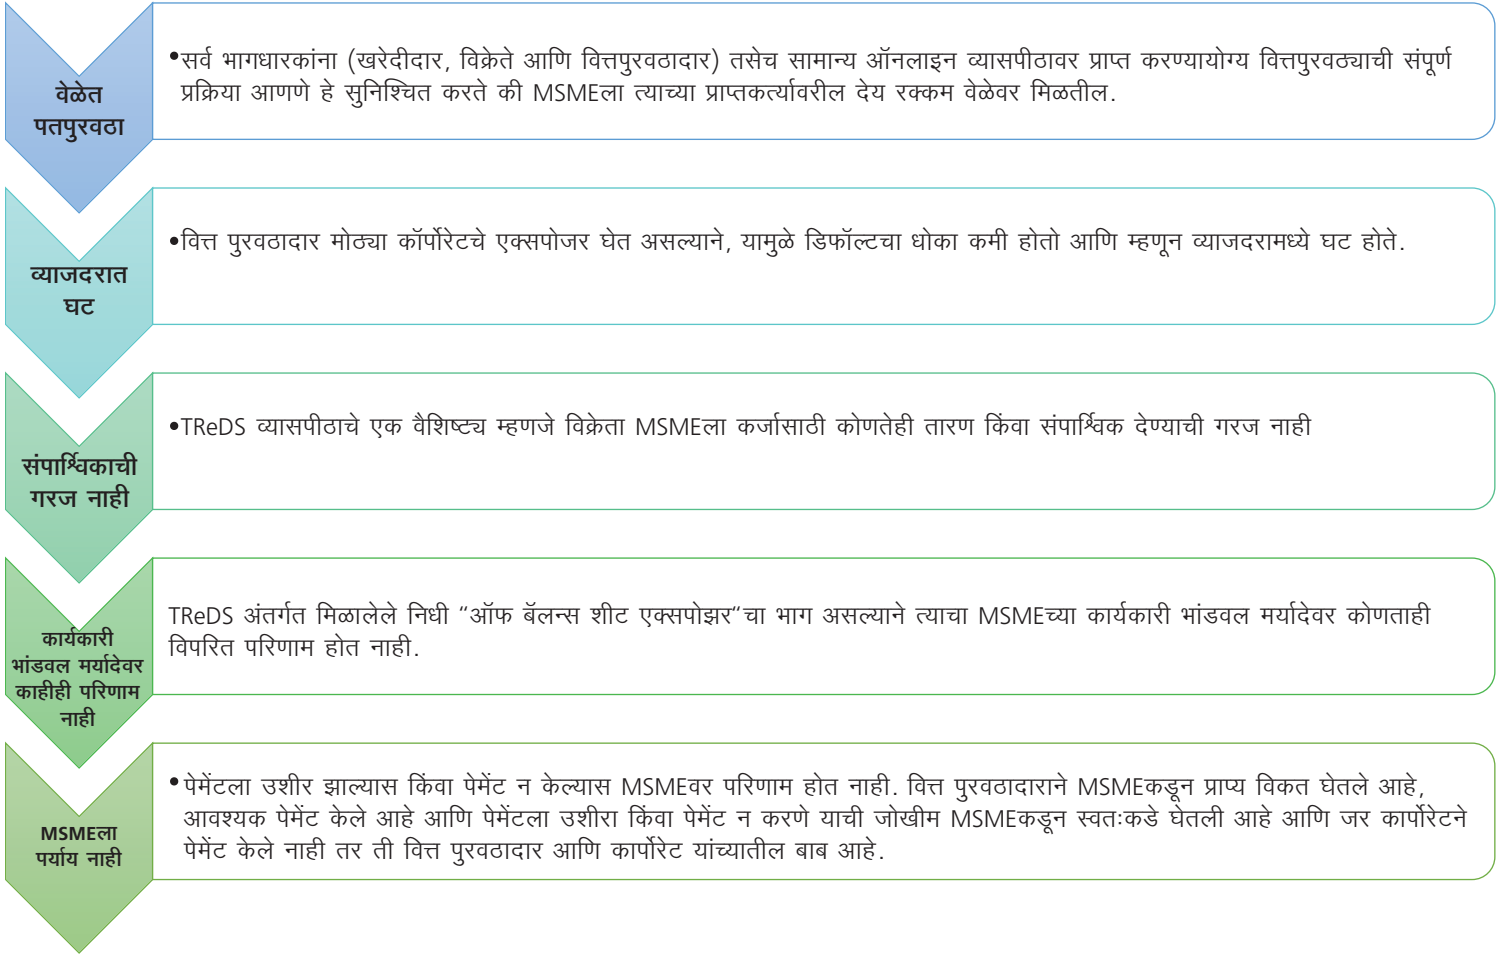 वेळेत
पतपुरवठा
•सर्व भागधारकांना (खरेदीदार, विक्रेते आणि वित्तपुरवठादार) तसेच सामान्य ऑनलाइन व्यासपीठावर प्राप्त करण्यायोग्य वित्तपुरवठ्याची संपूर्ण
प्रक्रिया आणणे हे सुनिश्चित करते की MSMEला त्याच्या प्राप्तकर्त्यावरील देय रक्कम वेळेवर मिळतील.
व्याजदरात
घट
•वित्त पुरवठादार मोठ्या कॉर्पोरेटचे एक्सपोजर घेत असल्याने, यामुळे डिफॉल्टचा धोका कमी होतो आणि म्हणून व्याजदरामध्ये घट होते.
संपार्श्विकाची
गरज नाही
•TReDS व्यासपीठाचे एक वैशिष्ट्य म्हणजे विक्रेता MSMEला कर्जासाठी कोणतेही तारण किंवा संपार्श्विक देण्याची गरज नाही
कार्यकारी
भांडवल मर्यादेवर
काहीही परिणाम
नाही
TReDS अंतर्गत मिळालेले निधी “ऑफ बॅलन्स शीट एक्सपोझर“चा भाग असल्याने त्याचा MSMEच्या कार्यकारी भांडवल मर्यादेवर कोणताही
विपरित परिणाम होत नाही.
MSMEला
पर्याय नाही
•पेमेंटला उशीर झाल्यास किंवा पेमेंट न केल्यास MSMEवर परिणाम होत नाही. वित्त पुरवठादाराने MSMEकडून प्राप्य विकत घेतले आहे,
आवश्यक पेमेंट केले आहे आणि पेमेंटला उशीरा किंवा पेमेंट न करणे याची जोखीम MSMEकडून स्वतःकडे घेतली आहे आणि जर कार्पोरेटने
पेमेंट केले नाही तर ती वित्त पुरवठादार आणि कार्पोरेट यांच्यातील बाब आहे.